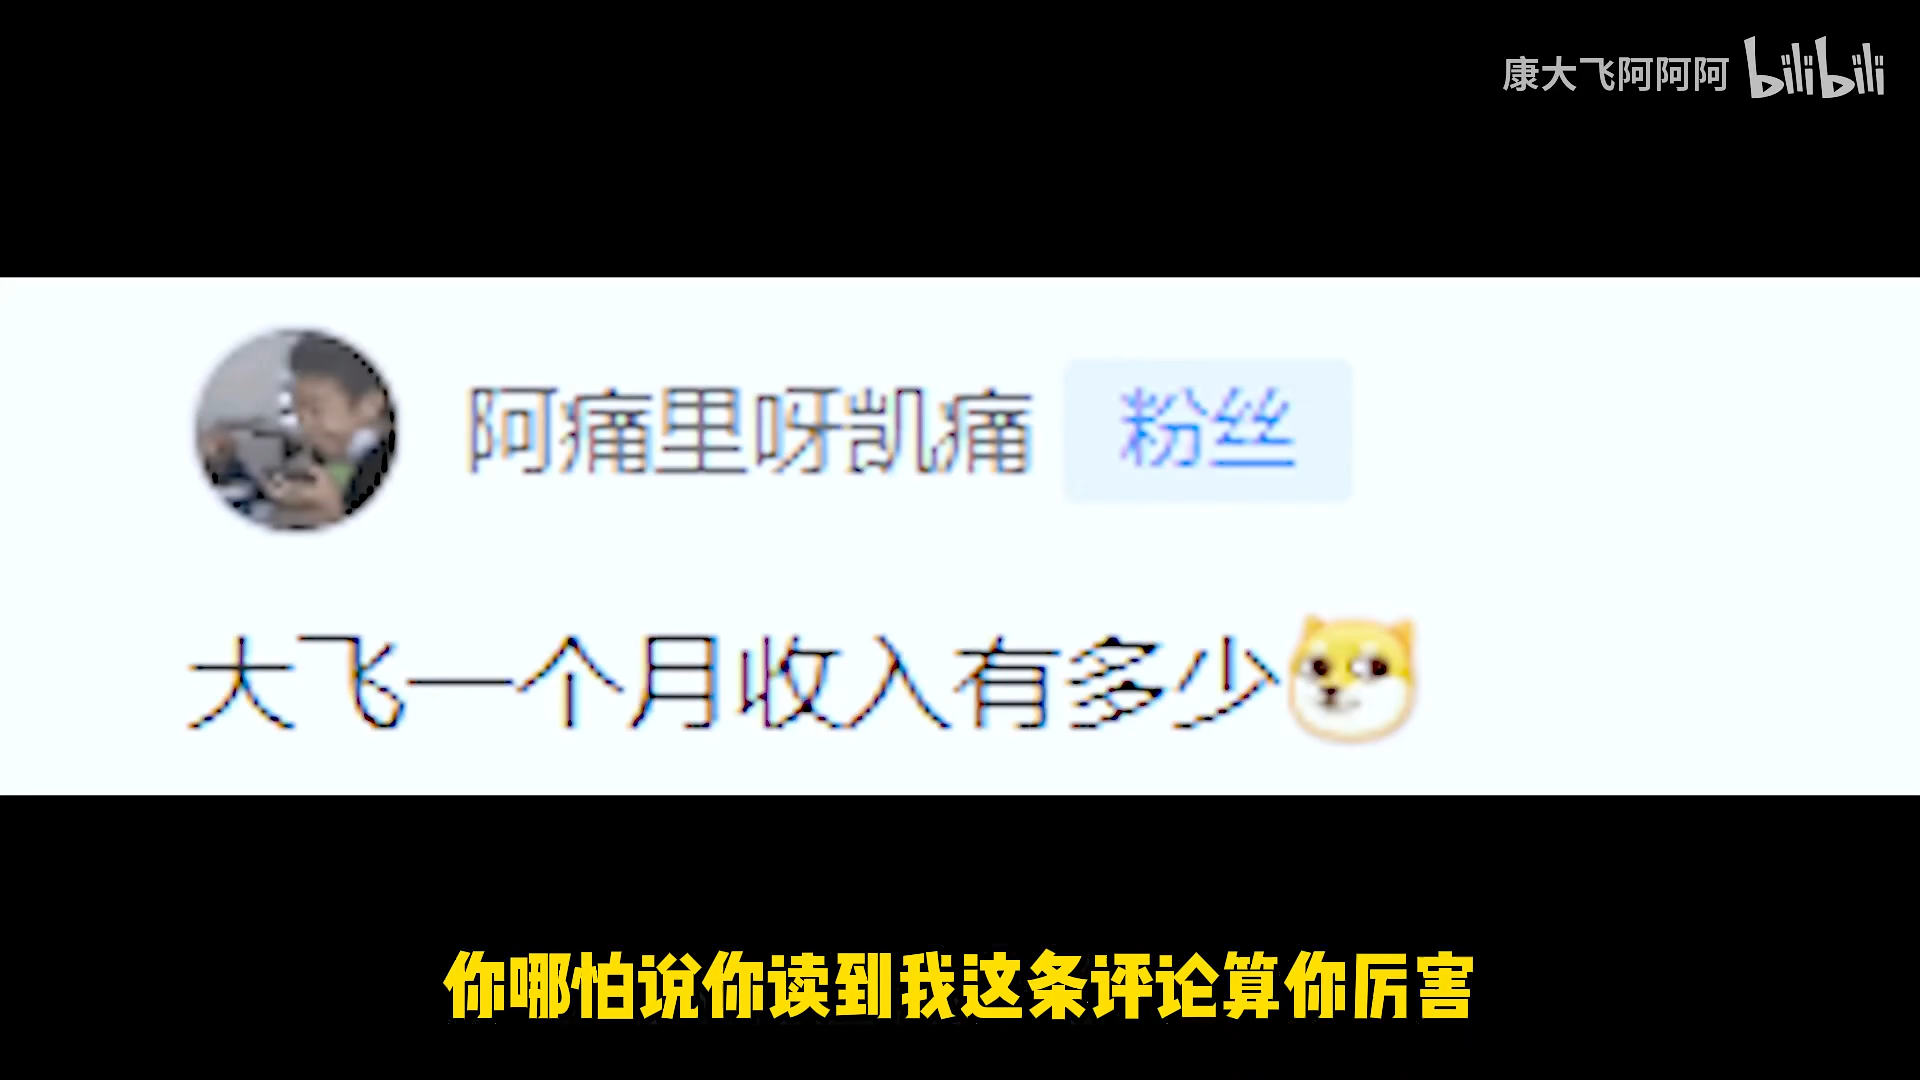 康大飞阿阿阿 bilibili
阿痛里呀凯痛 粉丝
大飞一个月收入有多少
你哪怕说你读到我这条评论算你厉害